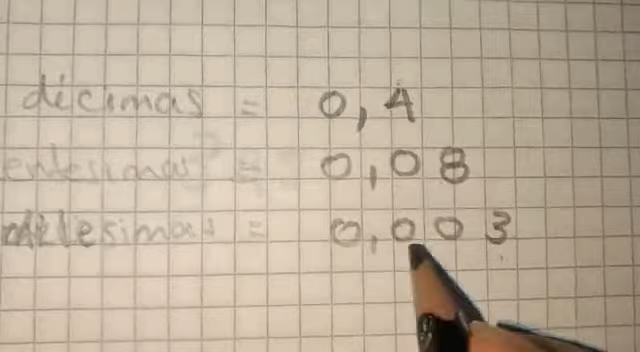 décimas = 0,4
entesimas = 0,08
milesimas = 0,003